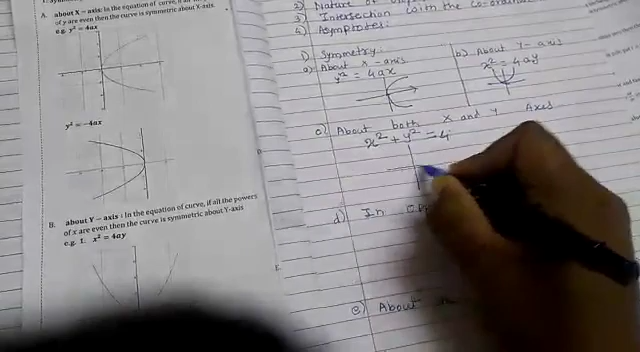 A. about X – axis: In the equation of curve, if all the
of y are even then the curve is symmetric about X-axis
e.g. y² = 4ax
y² = -4ax
B. about Y – axis : In the equation of curve, if all the powers
of x are even then the curve is symmetric about Y-axis
e.g. 1. x² = 4ay
2) Nature of
3) Intersection with the
4) Asymptotes:
1) Symmetry:
a) About x - axis
y² = 4ax
b) About y - axis
x² = 4ay
c) About both x and y Axes
x² + y² = 4
d) In
e) About